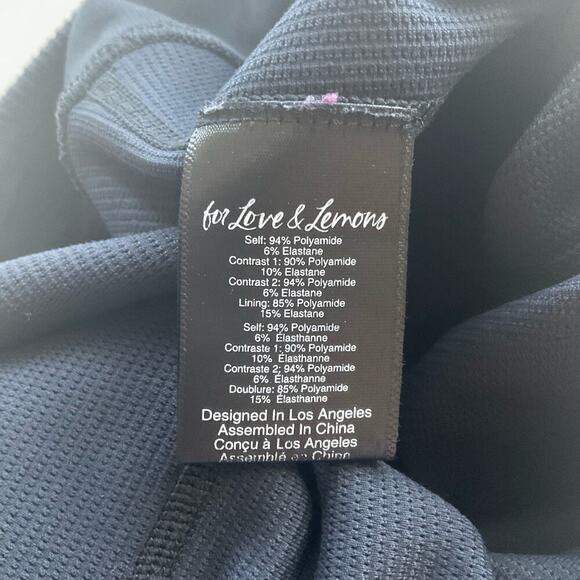 for Love & Lemons
Self: 94% Polyamide
6% Elastane
Contrast 1: 90% Polyamide
10% Elastane
Contrast 2: 94% Polyamide
6% Elastane
Lining: 85% Polyamide
15% Elastane
Self: 94% Polyamide
6% Élasthanne
Contraste 1: 90% Polyamide
10% Élasthanne
Contraste 2: 94% Polyamide
6% Élasthanne
Doublure: 85% Polyamide
15% Élasthanne
Designed In Los Angeles
Assembled In China
Conçu à Los Angeles
Assemblé en Chine